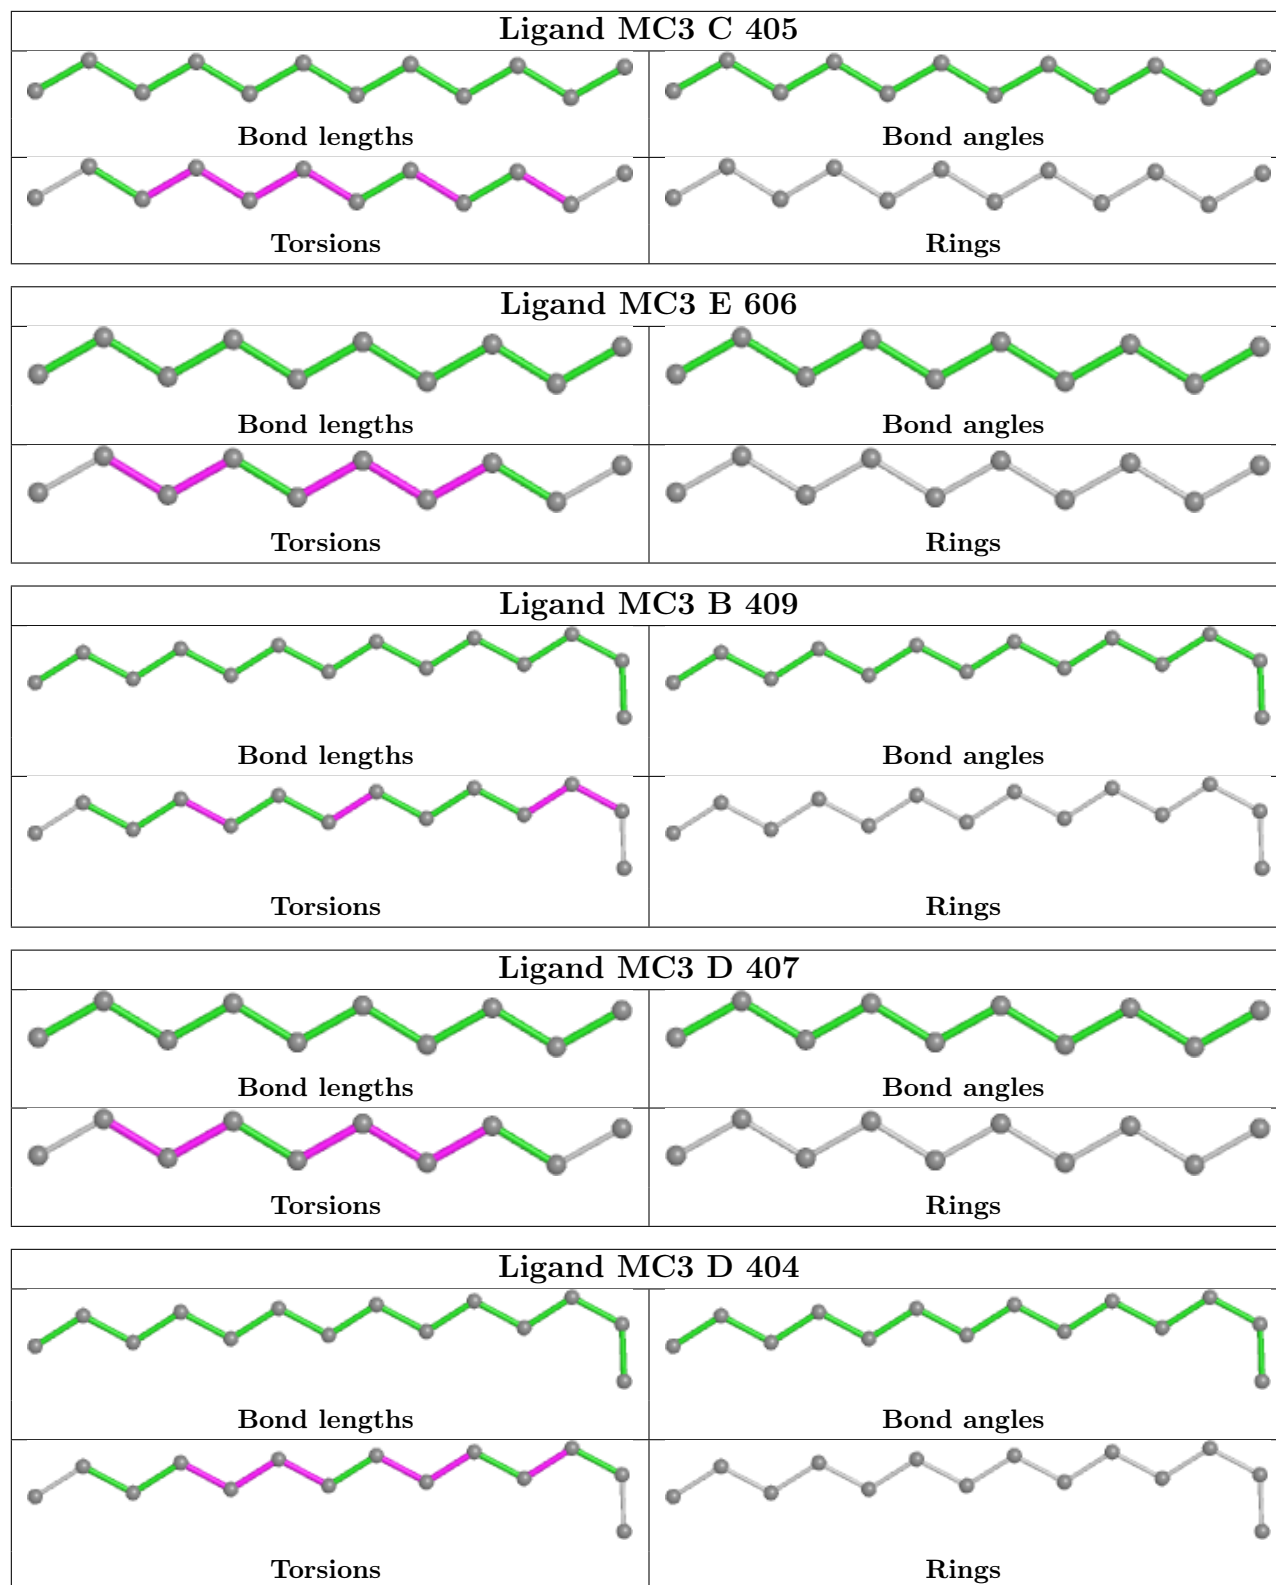 Ligand MC3 C 405
Bond lengths
Bond angles
Torsions
Rings
Ligand MC3 E 606
Bond lengths
Bond angles
Torsions
Rings
Ligand MC3 B 409
Bond lengths
Bond angles
Torsions
Rings
Ligand MC3 D 407
Bond lengths
Bond angles
Torsions
Rings
Ligand MC3 D 404
Bond lengths
Bond angles
Torsions
Rings